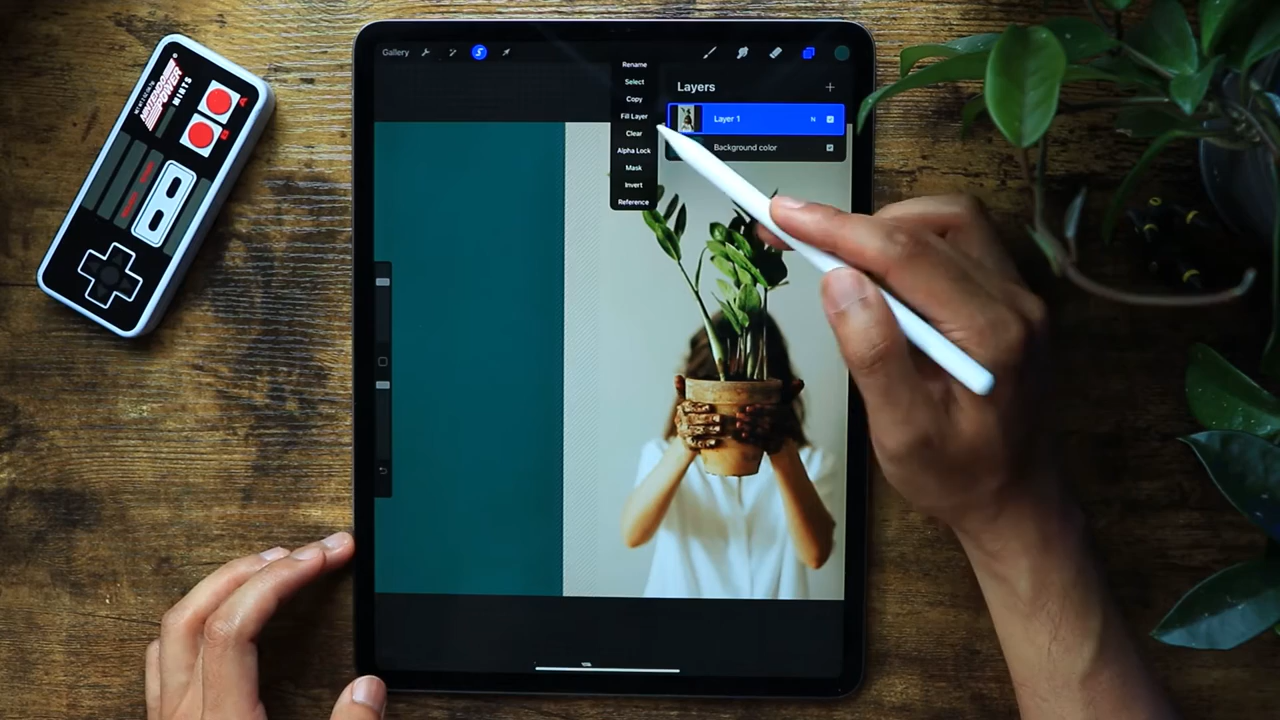 Gallery
Rename
Select
Copy
Fill Layer
Clear
Alpha Lock
Mask
Invert
Reference
Layers
Layer 1
N
Background color
NINTENDO
POWER
MINTS
A
B